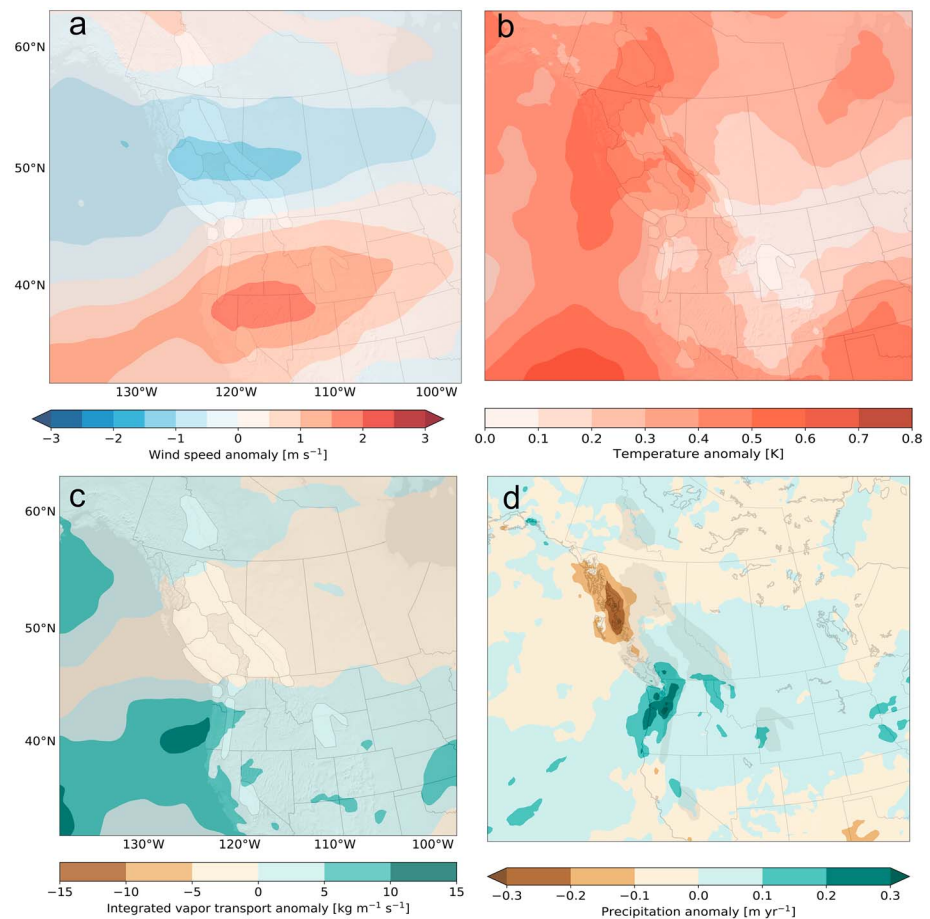 a
b
60°N
50°N
40°N
130°W 120°W 110°W 100°W
−3 −2 −1 0 1 2 3
Wind speed anomaly [m s⁻¹]
0.0 0.1 0.2 0.3 0.4 0.5 0.6 0.7 0.8
Temperature anomaly [K]
c
d
60°N
50°N
40°N
130°W 120°W 110°W 100°W
−15 −10 −5 0 5 10 15
Integrated vapor transport anomaly [kg m⁻¹ s⁻¹]
−0.3 −0.2 −0.1 0.0 0.1 0.2 0.3
Precipitation anomaly [m yr⁻¹]